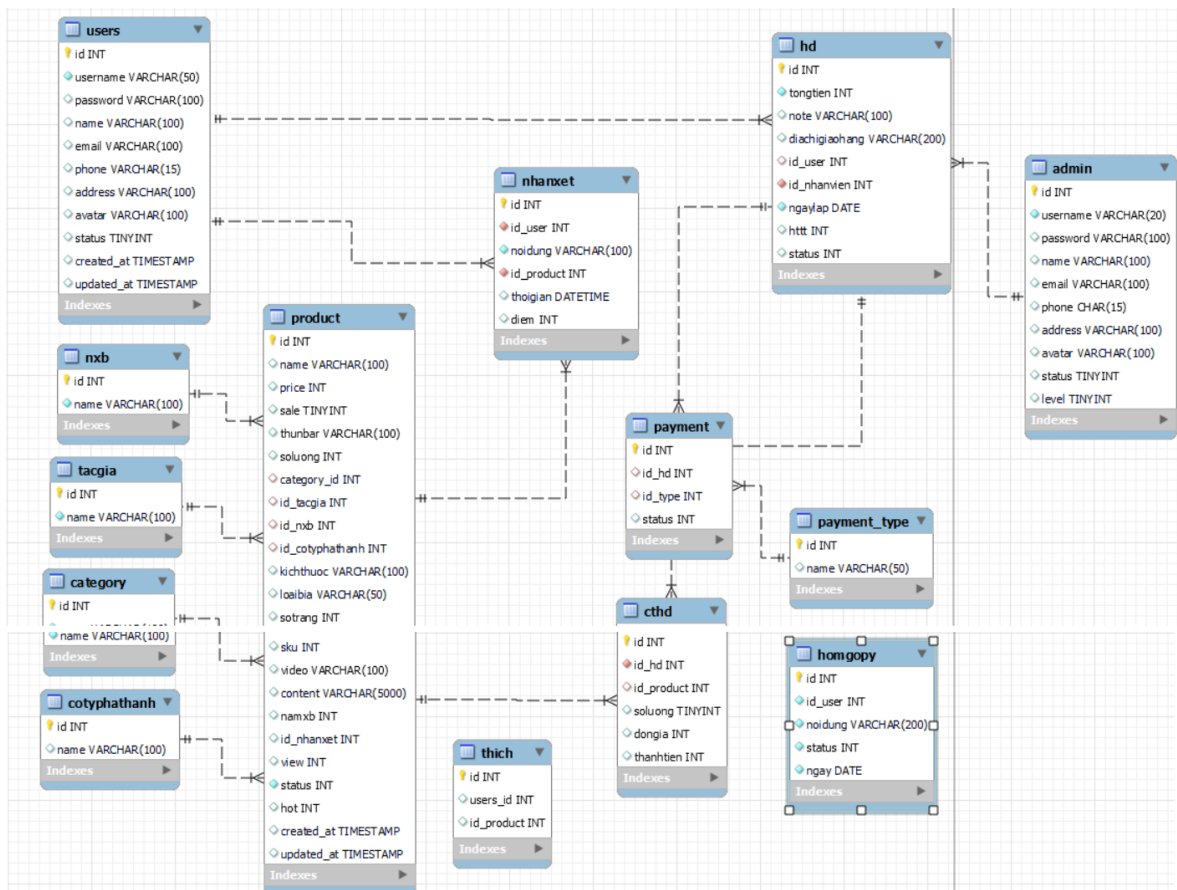 users
id INT
username VARCHAR(50)
password VARCHAR(100)
name VARCHAR(100)
email VARCHAR(100)
phone VARCHAR(15)
address VARCHAR(100)
avatar VARCHAR(100)
status TINYINT
created_at TIMESTAMP
updated_at TIMESTAMP
Indexes
nxb
id INT
name VARCHAR(100)
Indexes
tacgia
id INT
name VARCHAR(100)
Indexes
category
id INT
name VARCHAR(100)
Indexes
cotyphathanh
id INT
name VARCHAR(100)
Indexes
product
id INT
name VARCHAR(100)
price INT
sale TINYINT
thunbar VARCHAR(100)
soluong INT
category_id INT
id_tacgia INT
id_nxb INT
id_cotyphathanh INT
kichthuoc VARCHAR(100)
loaibia VARCHAR(50)
sotrang INT
sku INT
video VARCHAR(100)
content VARCHAR(5000)
namxb INT
id_nhanxet INT
view INT
status INT
hot INT
created_at TIMESTAMP
updated_at TIMESTAMP
Indexes
nhanxet
id INT
id_user INT
noidung VARCHAR(100)
id_product INT
thoigian DATETIME
diem INT
Indexes
thich
id INT
users_id INT
id_product INT
Indexes
hd
id INT
tongtien INT
note VARCHAR(100)
diachigiaohang VARCHAR(200)
id_user INT
id_nhanvien INT
ngaylap DATE
httt INT
status INT
Indexes
payment
id INT
id_hd INT
id_type INT
status INT
Indexes
cthd
id INT
id_hd INT
id_product INT
soluong TINYINT
dongia INT
thanhtien INT
Indexes
payment_type
id INT
name VARCHAR(50)
Indexes
homgopy
id INT
id_user INT
noidung VARCHAR(200)
status INT
ngay DATE
Indexes
admin
id INT
username VARCHAR(20)
password VARCHAR(100)
name VARCHAR(100)
email VARCHAR(100)
phone CHAR(15)
address VARCHAR(100)
avatar VARCHAR(100)
status TINYINT
level TINYINT
Indexes